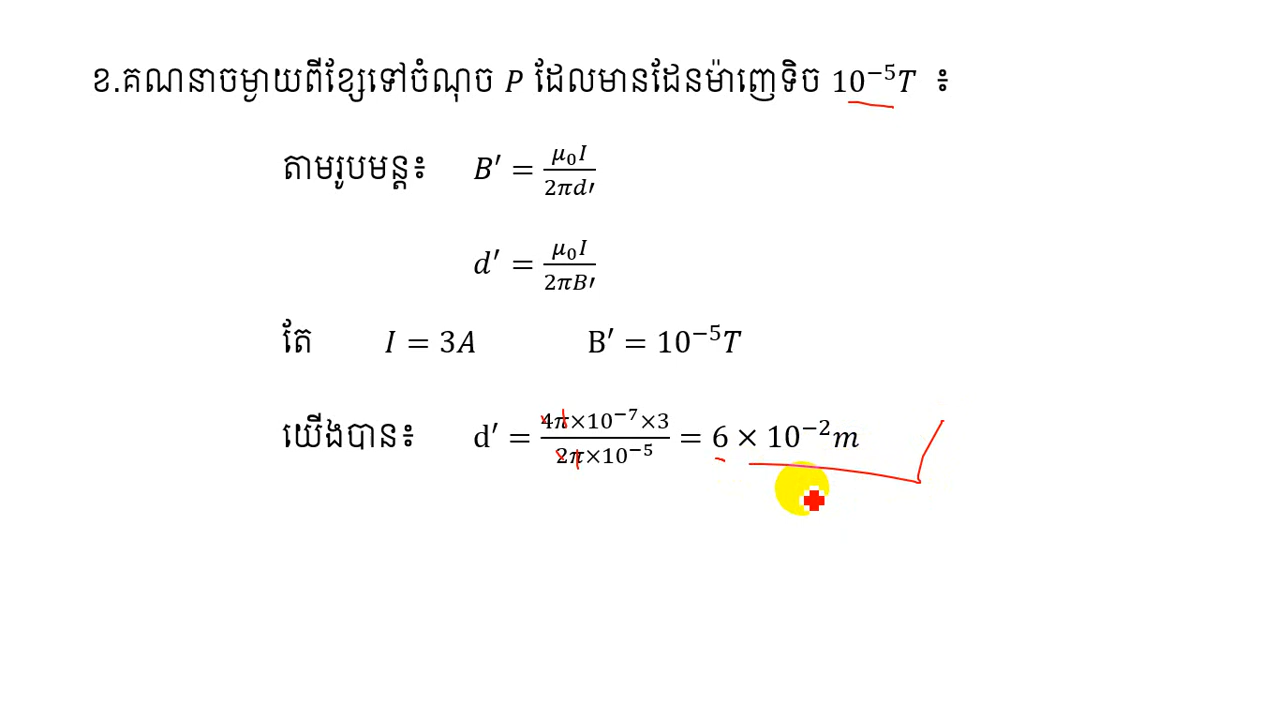 ខ.គណនាចម្ងាយពីខ្សែទៅចំណុច P ដែលមានដែនម៉ាញេទិច 10⁻⁵T ៖
តាមរូបមន្ត៖ B′ = μ₀I / 2πd′
d′ = μ₀I / 2πB′
តែ I = 3A B′ = 10⁻⁵T
យើងបាន៖ d′ = 4π×10⁻⁷×3 / 2π×10⁻⁵ = 6 × 10⁻²m